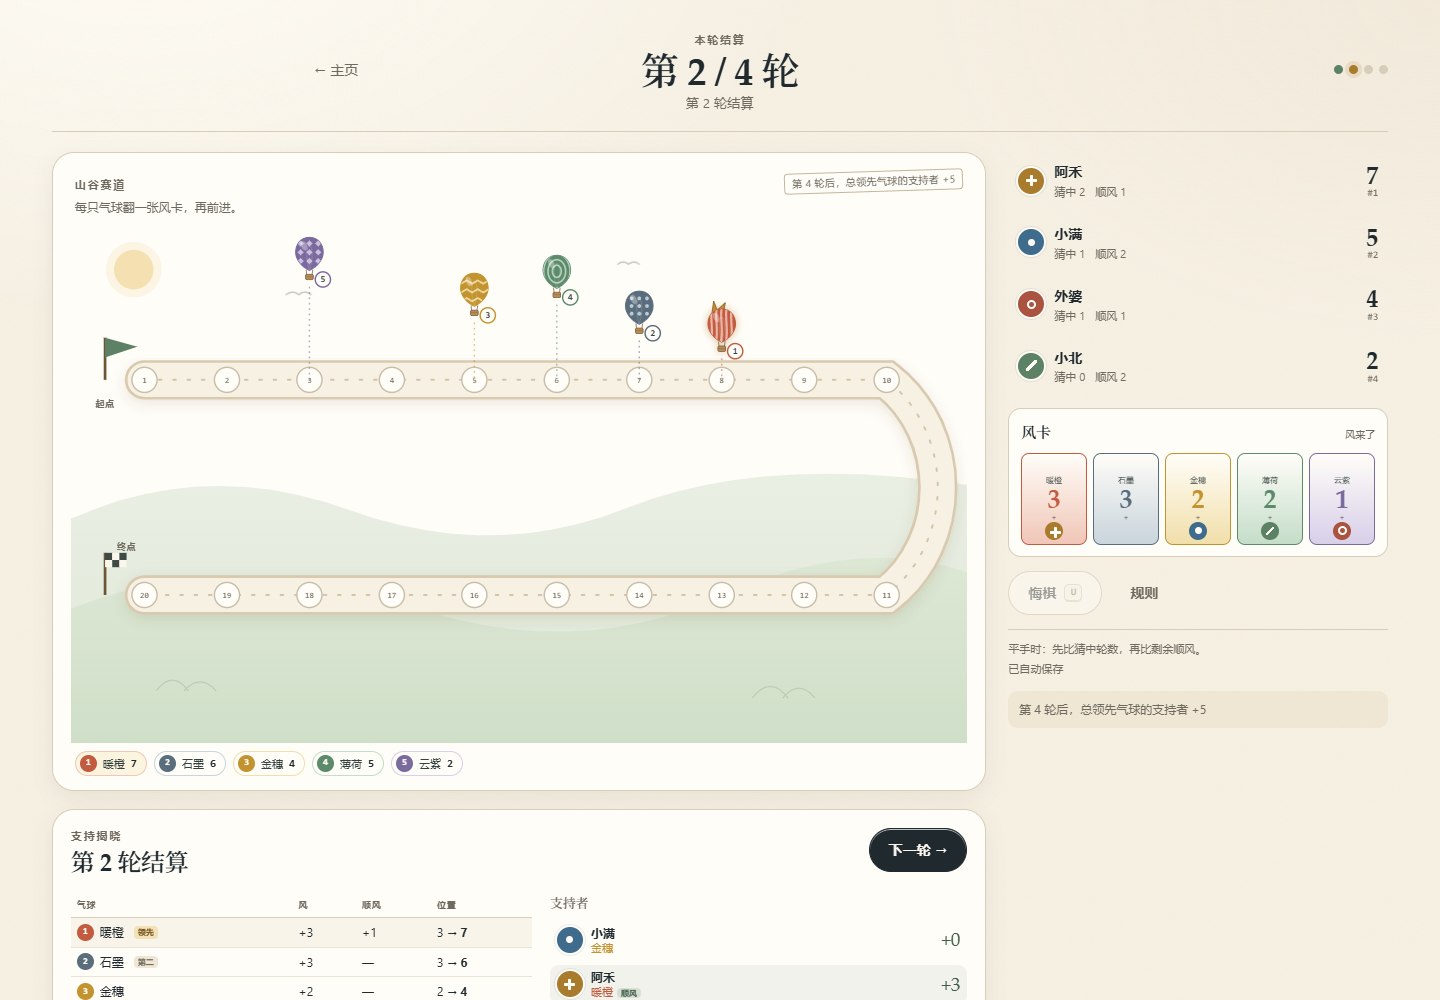 本轮结算
← 主页
第 2 / 4 轮
第 2 轮结算
山谷赛道
每只气球翻一张风卡，再前进。
第 4 轮后，总领先气球的支持者 +5
5
3
4
2
1
起点
1 2 3 4 5 6 7 8 9 10
终点
20 19 18 17 16 15 14 13 12 11
1 暖橙 7
2 石墨 6
3 金穗 4
4 薄荷 5
5 云紫 2
阿禾 7
猜中 2 顺风 1 #1
小满 5
猜中 1 顺风 2 #2
外婆 4
猜中 1 顺风 1 #3
小北 2
猜中 0 顺风 2 #4
风卡 风来了
暖橙 石墨 金穗 薄荷 云紫
3 3 2 2 1
+ + + + +
悔棋 U 规则
平手时：先比猜中轮数，再比剩余顺风。
已自动保存
第 4 轮后，总领先气球的支持者 +5
支持揭晓
第 2 轮结算
下一轮 →
气球 风 顺风 位置
1 暖橙 领先 +3 +1 3 → 7
2 石墨 第二 +3 — 3 → 6
3 金穗 +2 — 2 → 4
支持者
小满
金穗 +0
阿禾
暖橙 顺风 +3